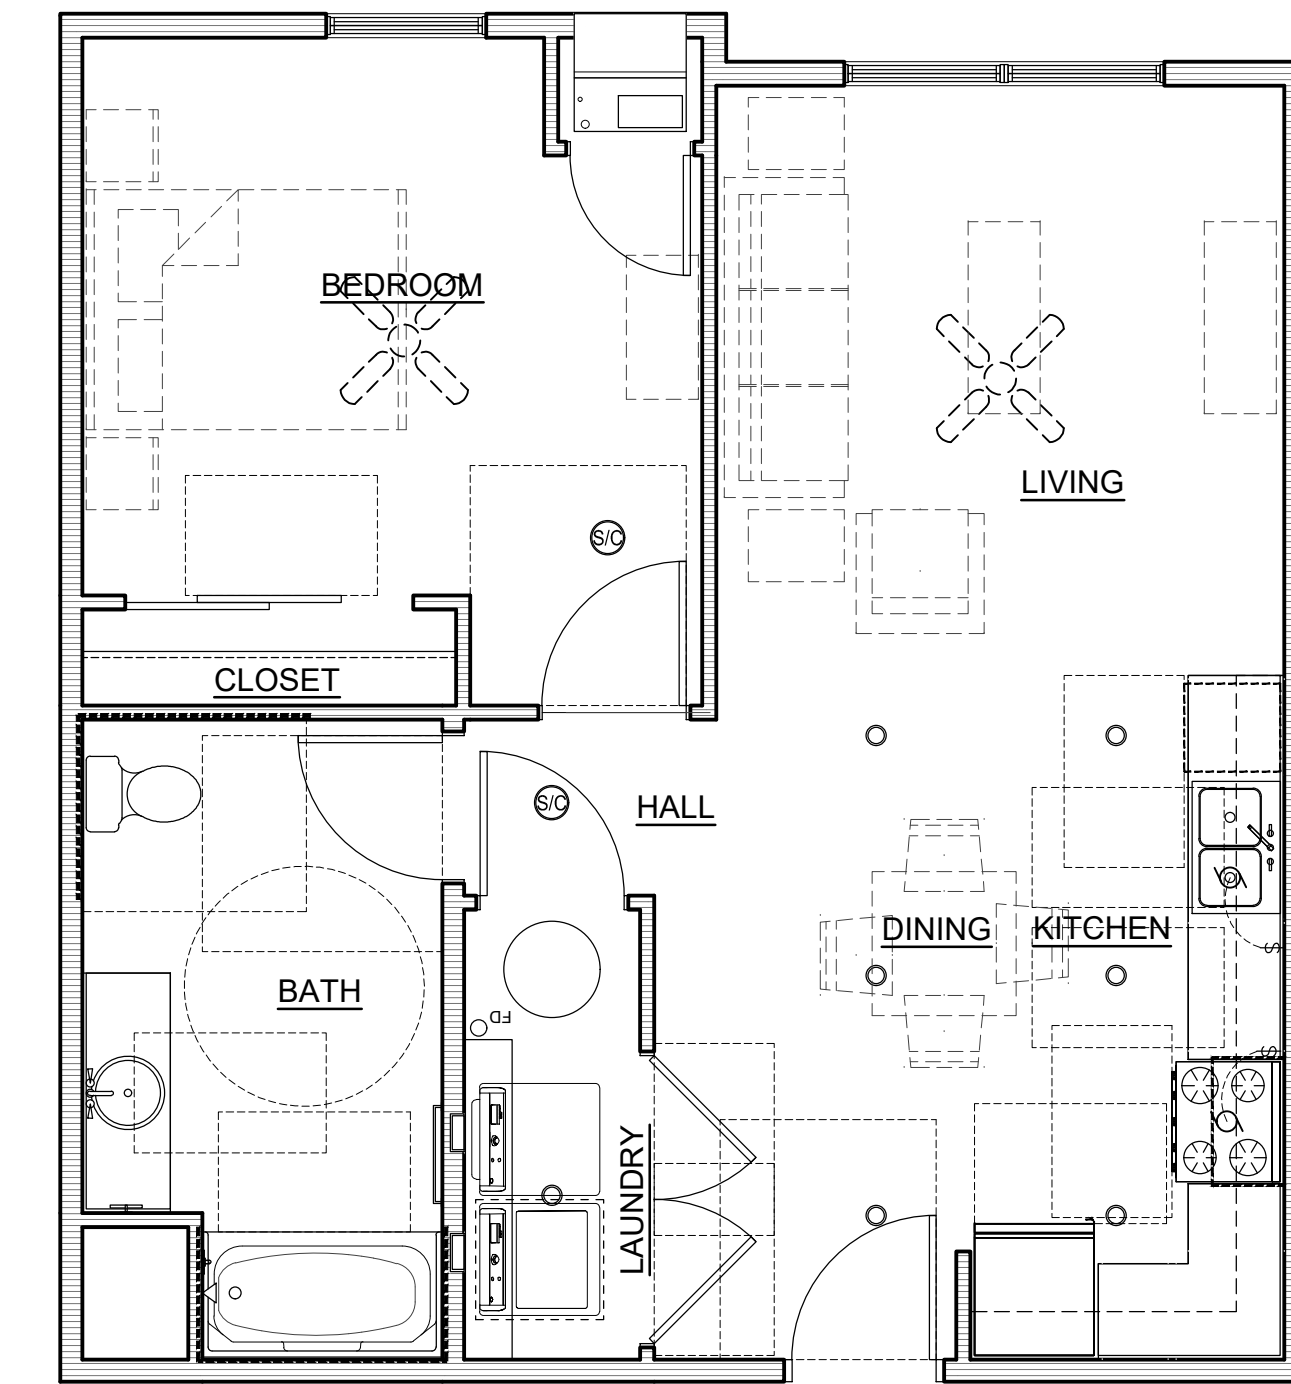 BEDROOM
LIVING
S/C
CLOSET
S/C
HALL
DINING
KITCHEN
S
BATH
FD
S
LAUNDRY